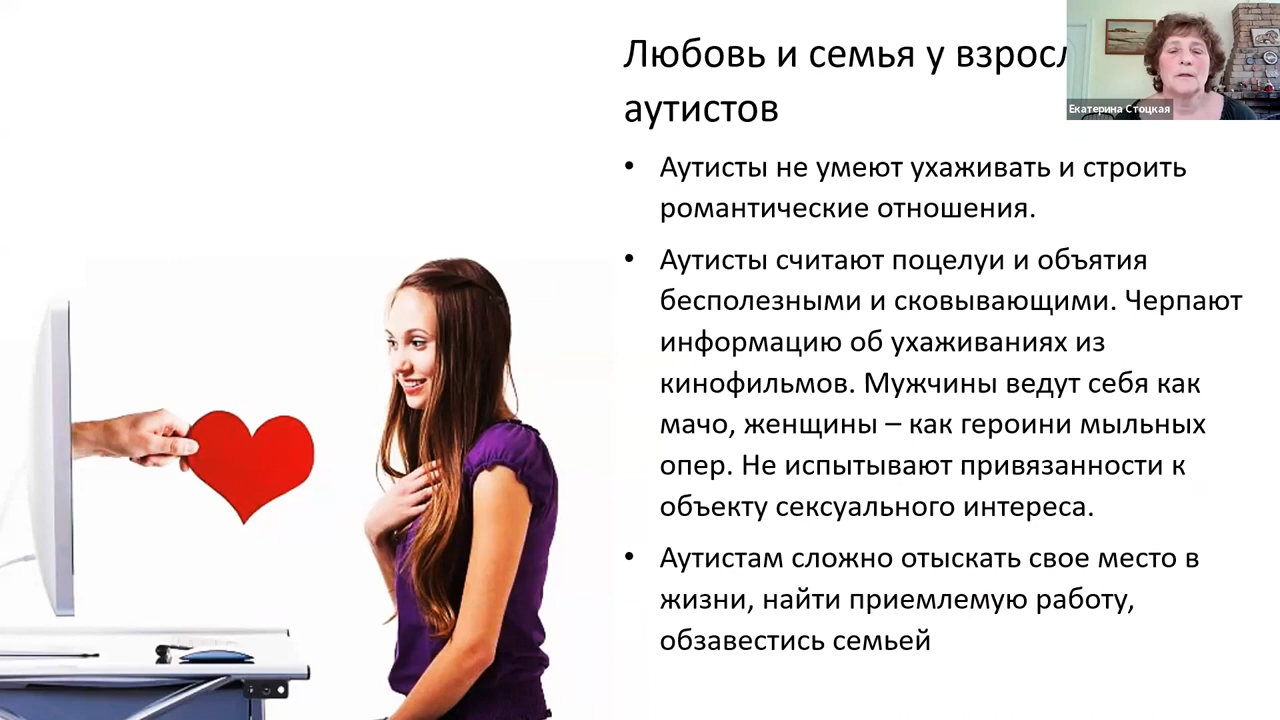 Любовь и семья у
аутистов
Екатерина Стоцкая
• Аутисты не умеют ухаживать и строить
романтические отношения.
• Аутисты считают поцелуи и объятия
бесполезными и сковывающими. Черпают
информацию об ухаживаниях из
кинофильмов. Мужчины ведут себя как
мачо, женщины – как героини мыльных
опер. Не испытывают привязанности к
объекту сексуального интереса.
• Аутистам сложно отыскать свое место в
жизни, найти приемлемую работу,
обзавестись семьей